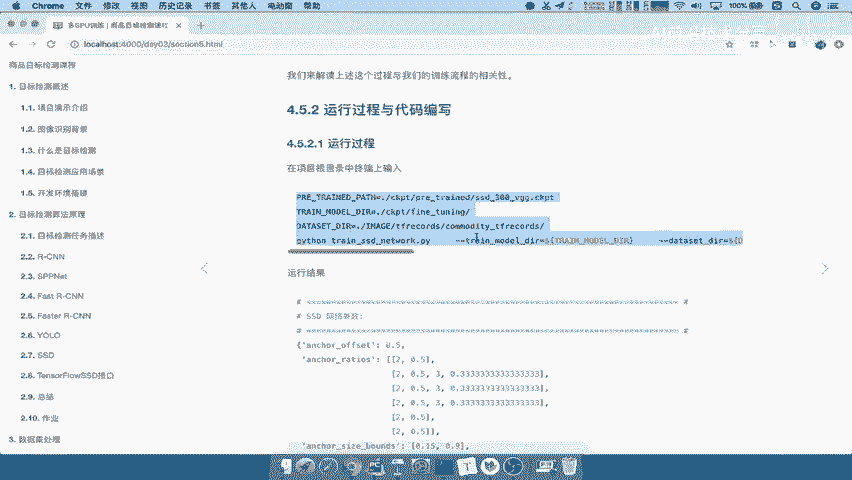 Chrome 文件 修改 视图 历史记录 书签 其他人 电动窗 帮助 100%
多GPU训练 | 商品目标检测课程
localhost:4000/day02/section5.html
商品目标检测课程
1. 目标检测概述
1.1. 项目演示介绍
1.2. 图像识别背景
1.3. 什么是目标检测
1.4. 目标检测应用场景
1.5. 开发环境搭建
2. 目标检测算法原理
2.1. 目标检测任务描述
2.2. R-CNN
2.3. SPPNet
2.4. Fast R-CNN
2.5. Faster R-CNN
2.6. YOLO
2.7. SSD
2.8. TensorFlowSSD接口
2.9. 总结
2.10. 作业
3. 数据集处理
我们来解读上述这个过程与我们的训练流程的相关性。
4.5.2 运行过程与代码编写
4.5.2.1 运行过程
在项目根目录中终端上输入
PRE_TRAINED_PATH=./ckpt/pre_trained/ssd_300_vgg.ckpt
TRAIN_MODEL_DIR=./ckpt/fine_tuning/
DATASET_DIR=./IMAGE/tfrecords/commodity_tfrecords/
python train_ssd_network.py --train_model_dir=${TRAIN_MODEL_DIR} --dataset_dir=${D
运行结果
# SSD 网络参数:
{'anchor_offset': 0.5,
'anchor_ratios': [[2, 0.5],
[2, 0.5, 3, 0.3333333333333333],
[2, 0.5, 3, 0.3333333333333333],
[2, 0.5, 3, 0.3333333333333333],
[2, 0.5],
[2, 0.5]],
'anchor_size_bounds': [0.15, 0.9],